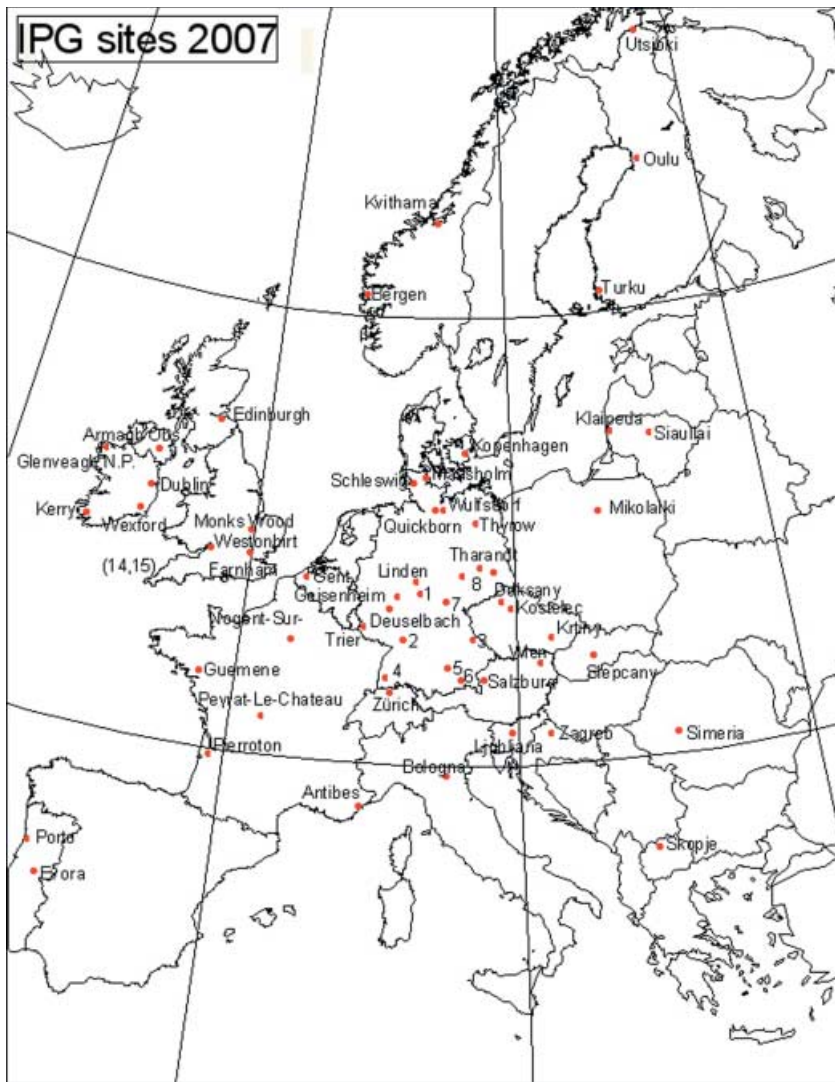 IPG sites 2007
Utsjoki
Oulu
Kvithamar
Bergen
Turku
Edinburgh
Armagh Obs.
Glenveagh N.P.
Dublin
Kerry
Wexford
Monks Wood
Westonbirt
(14,15)
Farnham
Klaipeda
Siauliai
Kopenhagen
Schleswig
Maasholm
Quickborn
Wulfsdorf
Thyrow
Mikolaiki
Gent
Linden
Tharandt
8
Geisenheim
1
7
Doksany
Kostelec
Nogent-Sur-
Deuselbach
Trier
2
3
Krtiny
Wien
Slepcany
Guemene
4
5
6
Salzburg
Zürich
Peyrat-Le-Chateau
Pierroton
Ljubljana
Zagreb
Simeria
Bologna
Antibes
Porto
Evora
Skopje